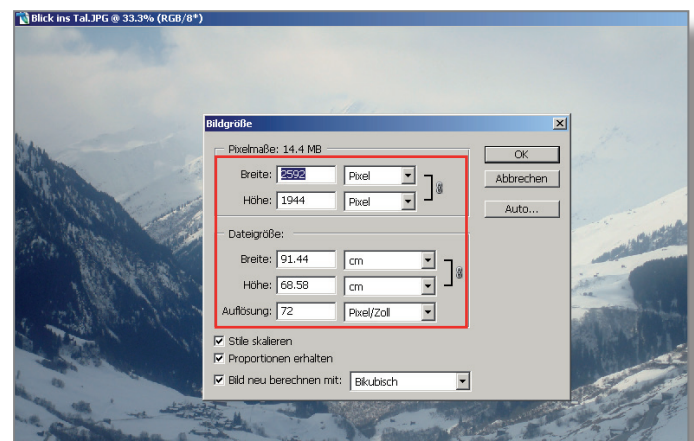 Blick ins Tal.JPG @ 33.3% (RGB/8*)
Bildgröße
Pixelmaße: 14.4 MB
Breite: 2592 Pixel
Höhe: 1944 Pixel
Dateigröße:
Breite: 91.44 cm
Höhe: 68.58 cm
Auflösung: 72 Pixel/Zoll
Stile skalieren
Proportionen erhalten
Bild neu berechnen mit: Bikubisch
OK
Abbrechen
Auto...